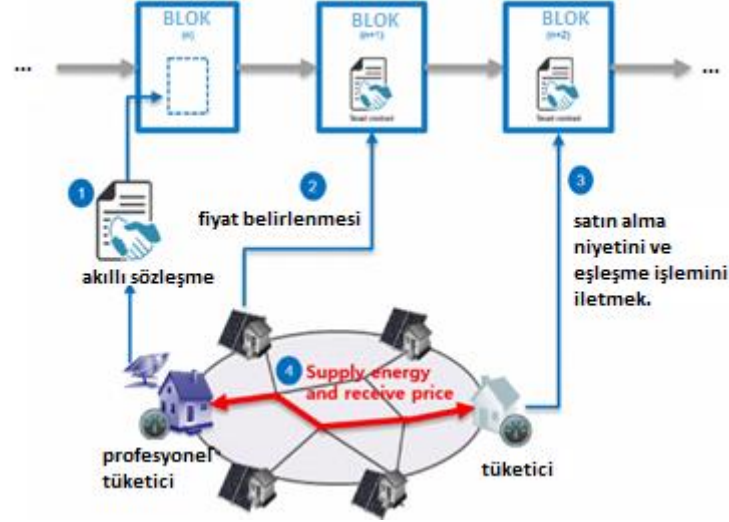 BLOK
(n)
BLOK
(n+1)
BLOK
(n+2)
...
...
Smart contract
Smart contract
1
2
3
fiyat belirlenmesi
satın alma
niyetini ve
eşleşme işlemini
iletmek.
akıllı sözleşme
4 Supply energy
and receive price
profesyonel
tüketici
tüketici